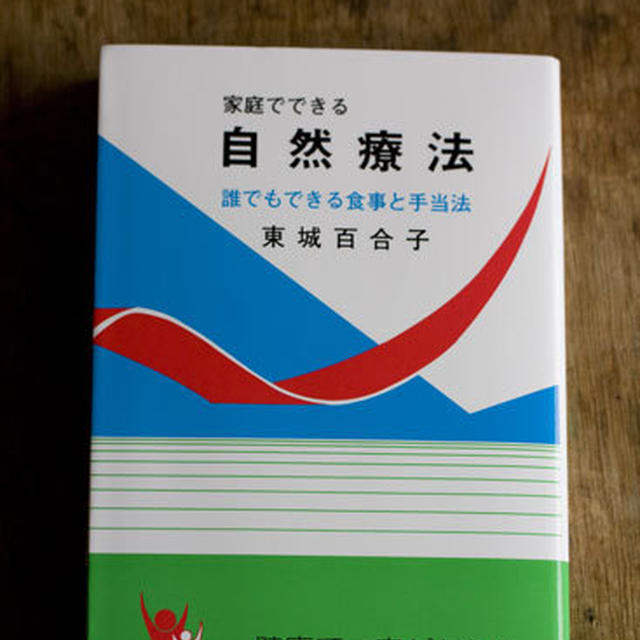 家庭でできる
自然療法
誰でもできる食事と手当法
東城百合子